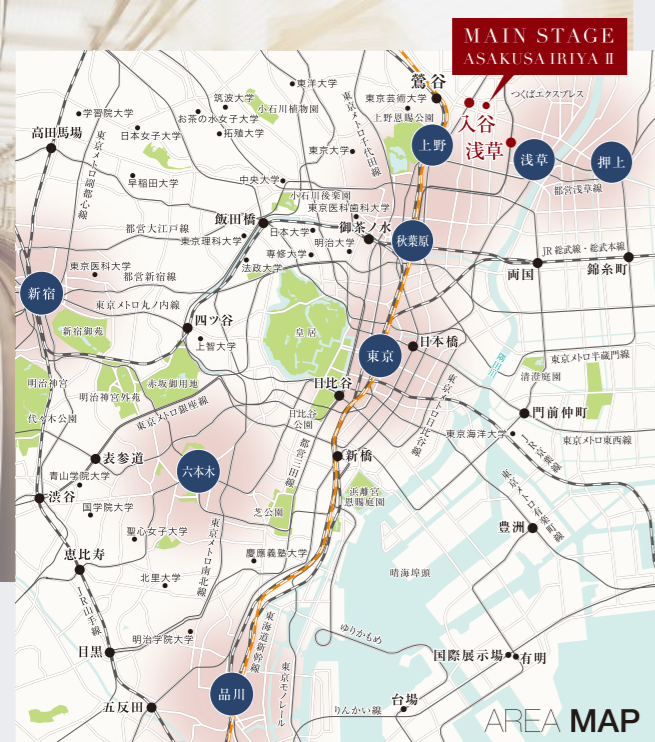 MAIN STAGE
ASAKUSA IRIYA II
鶯谷
つくばエクスプレス
入谷
浅草
東洋大学
筑波大学
小石川植物園
東京芸術大学
上野恩賜公園
学習院大学
お茶の水女子大学
日本女子大学
拓殖大学
東京メトロ千代田線
高田馬場
東京大学
上野
浅草
押上
東京メトロ副都心線
早稲田大学
中央大学
都営浅草線
小石川後楽園
東京医科歯科大学
飯田橋
都営大江戸線
日本大学
御茶ノ水
東京理科大学
明治大学
秋葉原
専修大学
JR 総武線・総武本線
法政大学
東京医科大学
都営新宿線
両国
錦糸町
新宿
東京メトロ丸ノ内線
四ツ谷
新宿御苑
上智大学
皇居
日本橋
東京
隅田川
東京メトロ半蔵門線
清澄庭園
明治神宮
明治神宮外苑
赤坂御用地
日比谷
代々木公園
東京メトロ銀座線
日比谷
公園
東京メトロ日比谷線
門前仲町
東京海洋大学
東京メトロ東西線
都営三田線
新橋
JR京葉線
表参道
六本木
青山学院大学
渋谷
浜離宮
恩賜庭園
東京メトロ有楽町線
国学院大学
芝公園
豊洲
聖心女子大学
東京メトロ南北線
恵比寿
慶應義塾大学
北里大学
晴海埠頭
JR山手線
明治学院大学
東海道新幹線
ゆりかもめ
目黒
国際展示場
有明
東京モノレール
品川
五反田
りんかい線
台場
AREA MAP